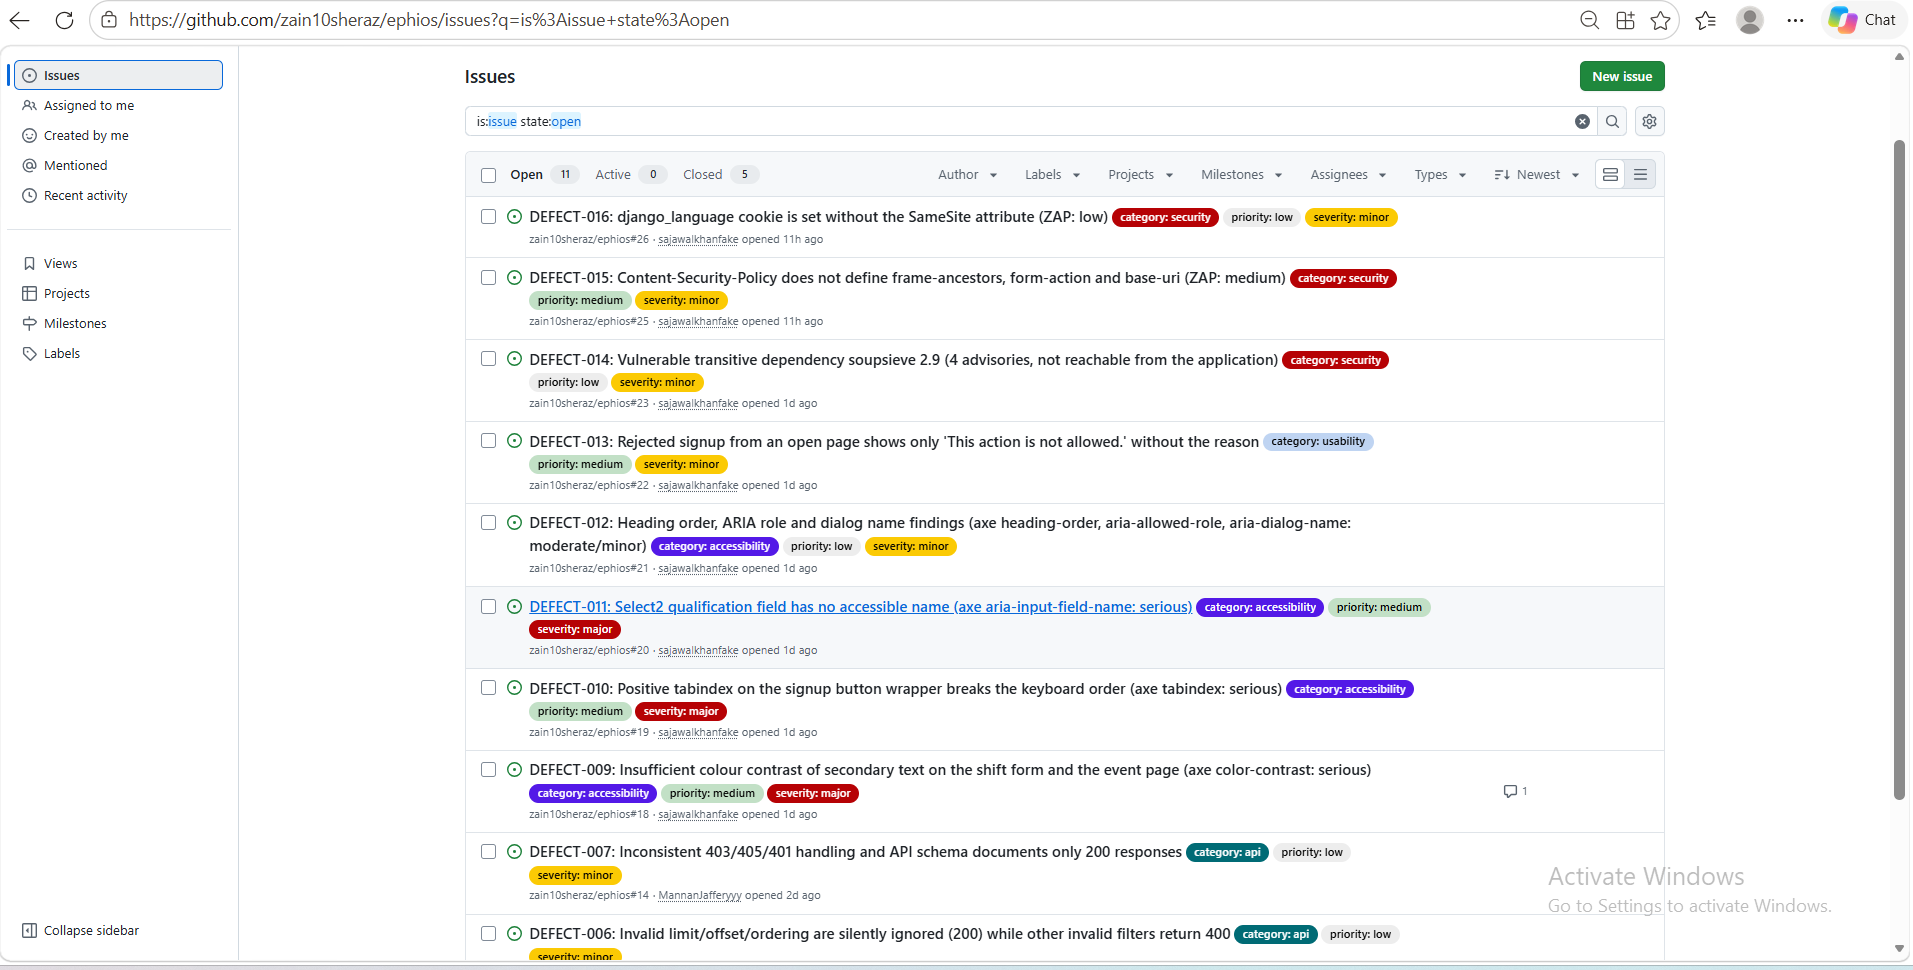 https://github.com/zain10sheraz/ephios/issues?q=is%3Aissue+state%3Aopen
Chat
Issues
Assigned to me
Created by me
Mentioned
Recent activity
Views
Projects
Milestones
Labels
Collapse sidebar
Issues
New issue
is:issue state:open
Open 11 Active 0 Closed 5 Author Labels Projects Milestones Assignees Types Newest
DEFECT-016: django_language cookie is set without the SameSite attribute (ZAP: low) category: security priority: low severity: minor
zain10sheraz/ephios#26 · sajawalkhanfake opened 11h ago
DEFECT-015: Content-Security-Policy does not define frame-ancestors, form-action and base-uri (ZAP: medium) category: security
priority: medium severity: minor
zain10sheraz/ephios#25 · sajawalkhanfake opened 11h ago
DEFECT-014: Vulnerable transitive dependency soupsieve 2.9 (4 advisories, not reachable from the application) category: security
priority: low severity: minor
zain10sheraz/ephios#23 · sajawalkhanfake opened 1d ago
DEFECT-013: Rejected signup from an open page shows only 'This action is not allowed.' without the reason category: usability
priority: medium severity: minor
zain10sheraz/ephios#22 · sajawalkhanfake opened 1d ago
DEFECT-012: Heading order, ARIA role and dialog name findings (axe heading-order, aria-allowed-role, aria-dialog-name:
moderate/minor) category: accessibility priority: low severity: minor
zain10sheraz/ephios#21 · sajawalkhanfake opened 1d ago
DEFECT-011: Select2 qualification field has no accessible name (axe aria-input-field-name: serious) category: accessibility priority: medium
severity: major
zain10sheraz/ephios#20 · sajawalkhanfake opened 1d ago
DEFECT-010: Positive tabindex on the signup button wrapper breaks the keyboard order (axe tabindex: serious) category: accessibility
priority: medium severity: major
zain10sheraz/ephios#19 · sajawalkhanfake opened 1d ago
DEFECT-009: Insufficient colour contrast of secondary text on the shift form and the event page (axe color-contrast: serious)
category: accessibility priority: medium severity: major
1
zain10sheraz/ephios#18 · sajawalkhanfake opened 1d ago
DEFECT-007: Inconsistent 403/405/401 handling and API schema documents only 200 responses category: api priority: low
severity: minor
zain10sheraz/ephios#14 · MannanJafferyyy opened 2d ago
DEFECT-006: Invalid limit/offset/ordering are silently ignored (200) while other invalid filters return 400 category: api priority: low
severity: minor
Activate Windows
Go to Settings to activate Windows.